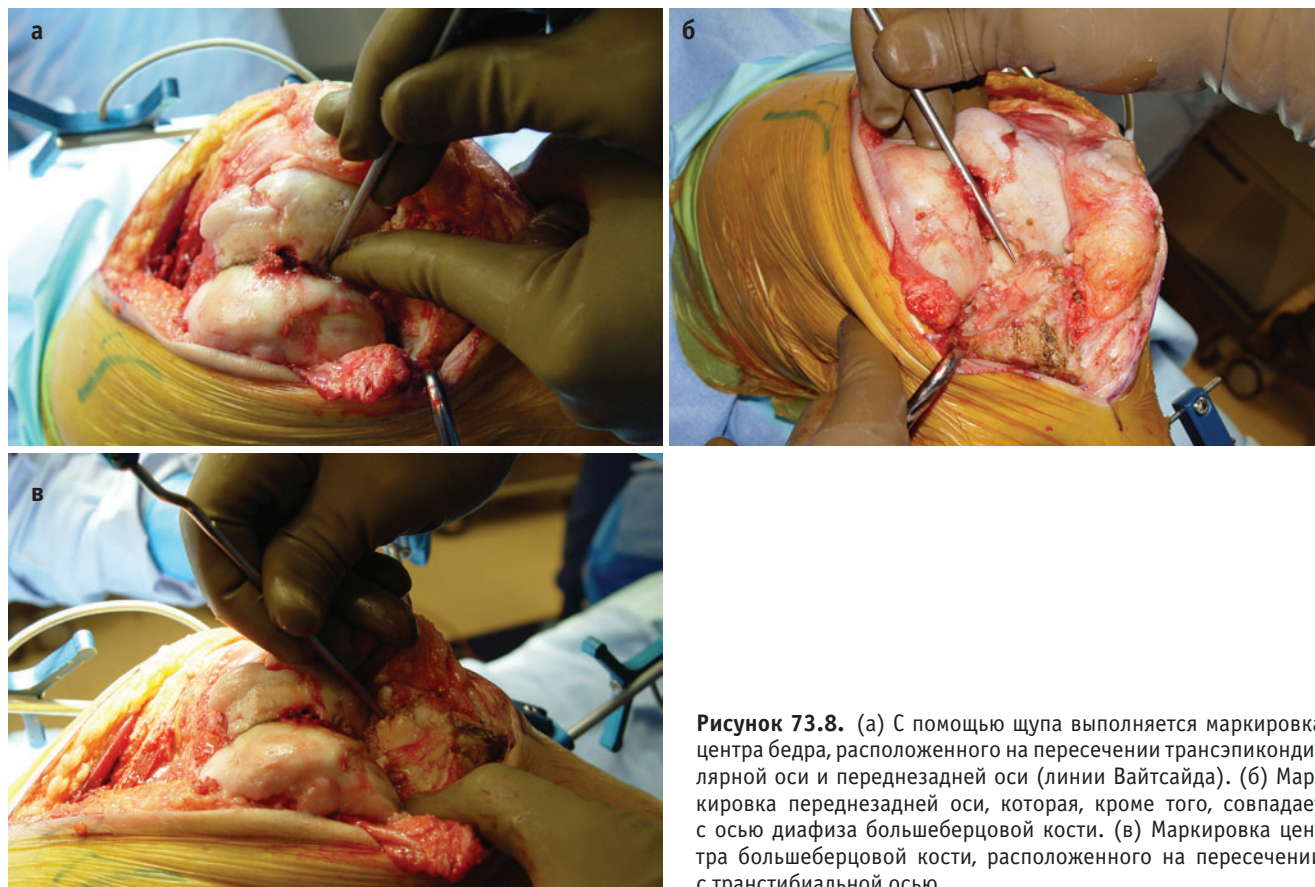 а
б
в
Рисунок 73.8. (а) С помощью щупа выполняется маркировка
центра бедра, расположенного на пересечении трансэпиконди
лярной оси и переднезадней оси (линии Вайтсайда). (б) Мар
кировка переднезадней оси, которая, кроме того, совпадает
с осью диафиза большеберцовой кости. (в) Маркировка цен
тра большеберцовой кости, расположенного на пересечении
с транстибиальной осью